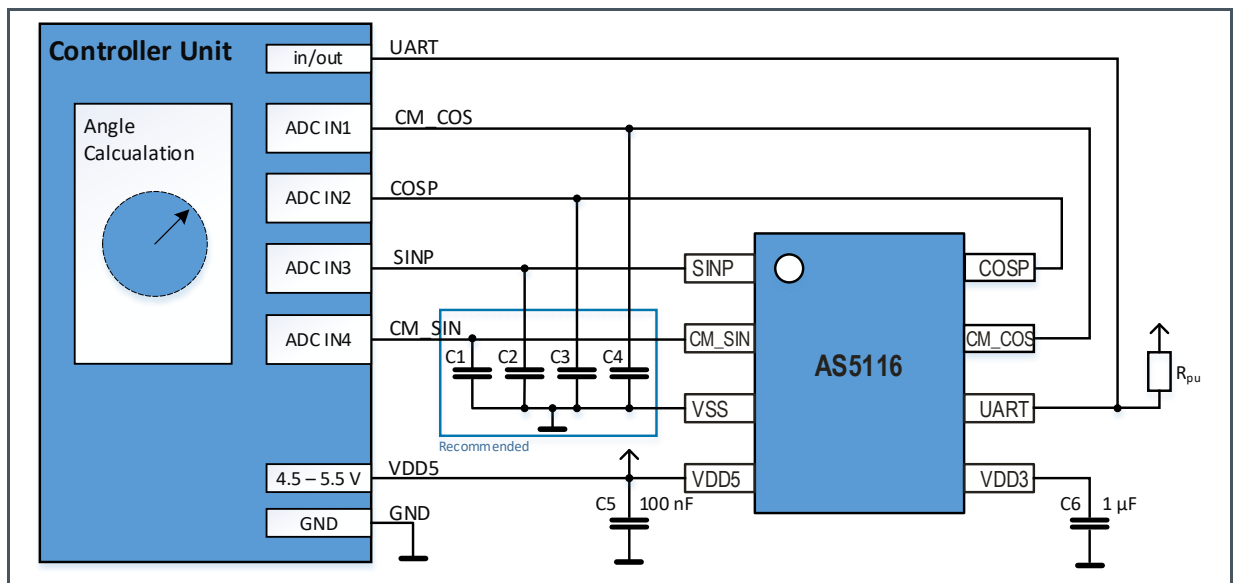 Controller Unit
in/out
UART
Angle
Calcualation
ADC IN1
CM_COS
ADC IN2
COSP
ADC IN3
SINP
ADC IN4
CM_SIN
C1
C2
C3
C4
Recommended
4.5 – 5.5 V
VDD5
GND
GND
C5
100 nF
SINP
CM_SIN
VSS
VDD5
AS5116
COSP
CM_COS
UART
VDD3
Rpu
C6
1 µF